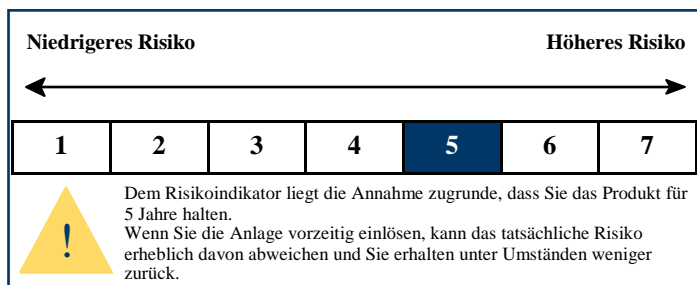 Niedrigeres Risiko Höheres Risiko
1 2 3 4 5 6 7
! Dem Risikoindikator liegt die Annahme zugrunde, dass Sie das Produkt für
5 Jahre halten.
Wenn Sie die Anlage vorzeitig einlösen, kann das tatsächliche Risiko
erheblich davon abweichen und Sie erhalten unter Umständen weniger
zurück.